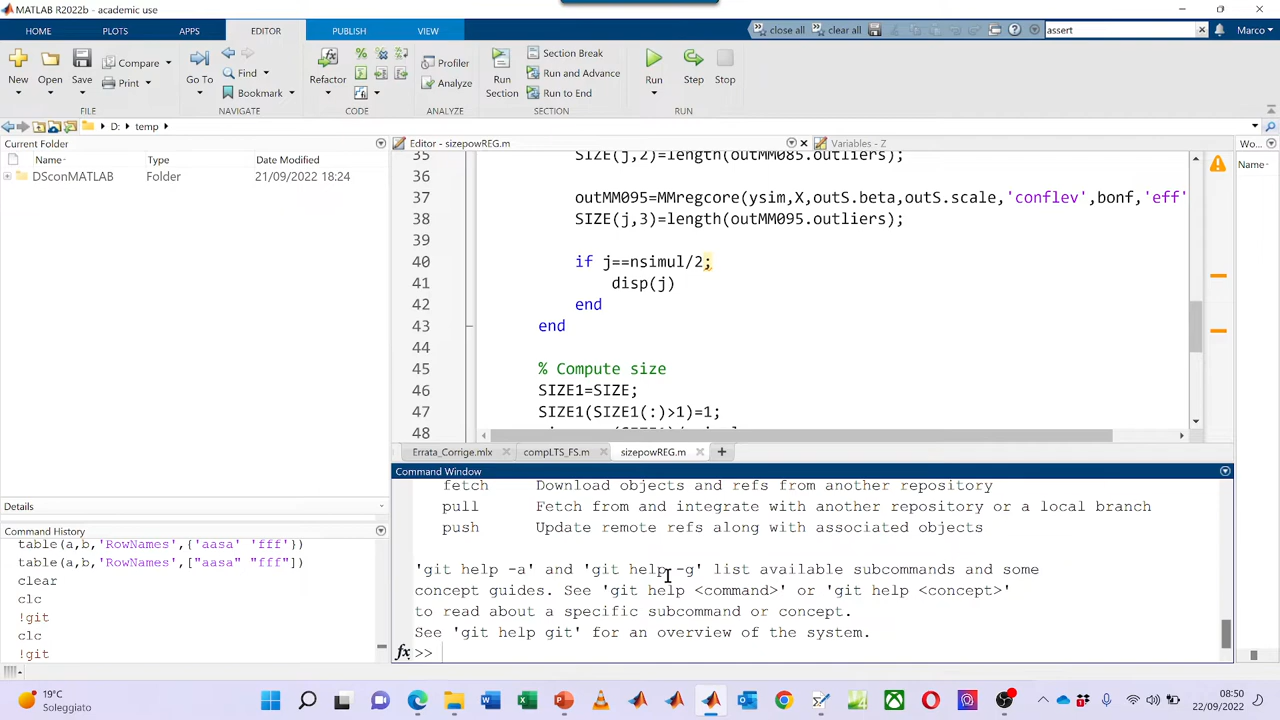 MATLAB R2022b - academic use
HOME PLOTS APPS EDITOR PUBLISH VIEW
close all clear all assert Marco
New Open Save Compare Print
Go To Find Bookmark
Refactor
Profiler Analyze
Run Section Section Break Run and Advance Run to End
Run Step Stop
FILE NAVIGATE CODE ANALYZE SECTION RUN
D: temp
Current Folder
Name Type Date Modified
DSconMATLAB Folder 21/09/2022 18:24
Details
Command History
table(a,b,'RowNames',{'aasa' 'fff'})
table(a,b,'RowNames',["aasa" "fff"])
clear
clc
!git
clc
!git
Editor - sizepowREG.m Variables - Z
Wo...
Name
35 SIZE(j,2)=length(outMM085.outliers);
36
37 outMM095=MMregcore(ysim,X,outS.beta,outS.scale,'conflev',bonf,'eff'
38 SIZE(j,3)=length(outMM095.outliers);
39
40 if j==nsimul/2;
41 disp(j)
42 end
43 end
44
45 % Compute size
46 SIZE1=SIZE;
47 SIZE1(SIZE1(:)>1)=1;
48
Errata_Corrige.mlx compLTS_FS.m sizepowREG.m
Command Window
fetch Download objects and refs from another repository
pull Fetch from and integrate with another repository or a local branch
push Update remote refs along with associated objects
'git help -a' and 'git help -g' list available subcommands and some
concept guides. See 'git help <command>' or 'git help <concept>'
to read about a specific subcommand or concept.
See 'git help git' for an overview of the system.
fx >>
19°C
Soleggiato
08:50
22/09/2022